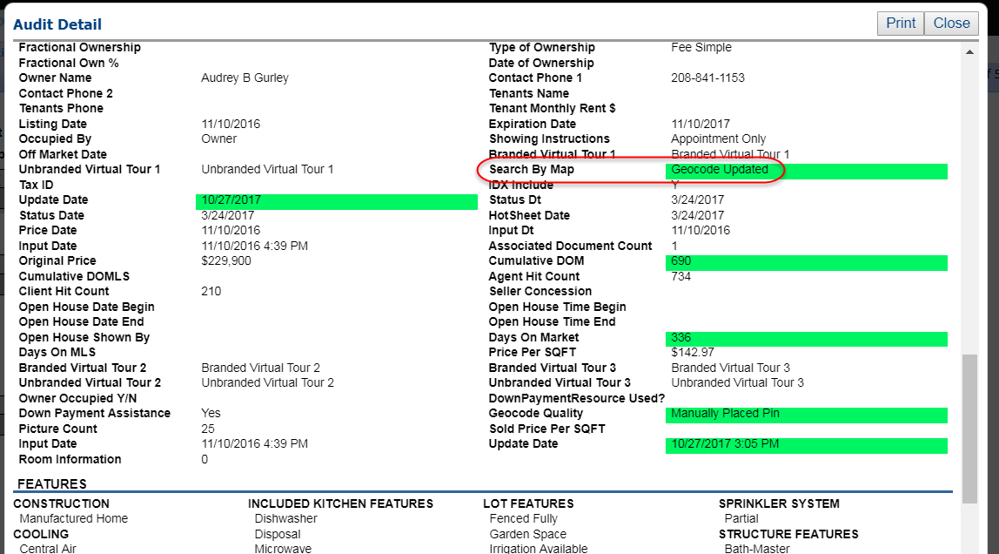 Audit Detail Print Close
Fractional Ownership Type of Ownership Fee Simple
Fractional Own % Date of Ownership
Owner Name Audrey B Gurley Contact Phone 1 208-841-1153
Contact Phone 2 Tenants Name
Tenants Phone Tenant Monthly Rent $
Listing Date 11/10/2016 Expiration Date 11/10/2017
Occupied By Owner Showing Instructions Appointment Only
Off Market Date Branded Virtual Tour 1 Branded Virtual Tour 1
Unbranded Virtual Tour 1 Unbranded Virtual Tour 1 Search By Map Geocode Updated
Tax ID IDX Include Y
Update Date 10/27/2017 Status Dt 3/24/2017
Status Date 3/24/2017 HotSheet Date 3/24/2017
Price Date 11/10/2016 Input Dt 11/10/2016
Input Date 11/10/2016 4:39 PM Associated Document Count 1
Original Price $229,900 Cumulative DOM 690
Cumulative DOMLS Agent Hit Count 734
Client Hit Count 210 Seller Concession
Open House Date Begin Open House Time Begin
Open House Date End Open House Time End
Open House Shown By Days On Market 336
Days On MLS Price Per SQFT $142.97
Branded Virtual Tour 2 Branded Virtual Tour 2 Branded Virtual Tour 3 Branded Virtual Tour 3
Unbranded Virtual Tour 2 Unbranded Virtual Tour 2 Unbranded Virtual Tour 3 Unbranded Virtual Tour 3
Owner Occupied Y/N DownPaymentResource Used?
Down Payment Assistance Yes Geocode Quality Manually Placed Pin
Picture Count 25 Sold Price Per SQFT
Input Date 11/10/2016 4:39 PM Update Date 10/27/2017 3:05 PM
Room Information 0
FEATURES
CONSTRUCTION INCLUDED KITCHEN FEATURES LOT FEATURES SPRINKLER SYSTEM
Manufactured Home Dishwasher Fenced Fully Partial
COOLING Disposal Garden Space STRUCTURE FEATURES
Central Air Microwave Irrigation Available Bath-Master